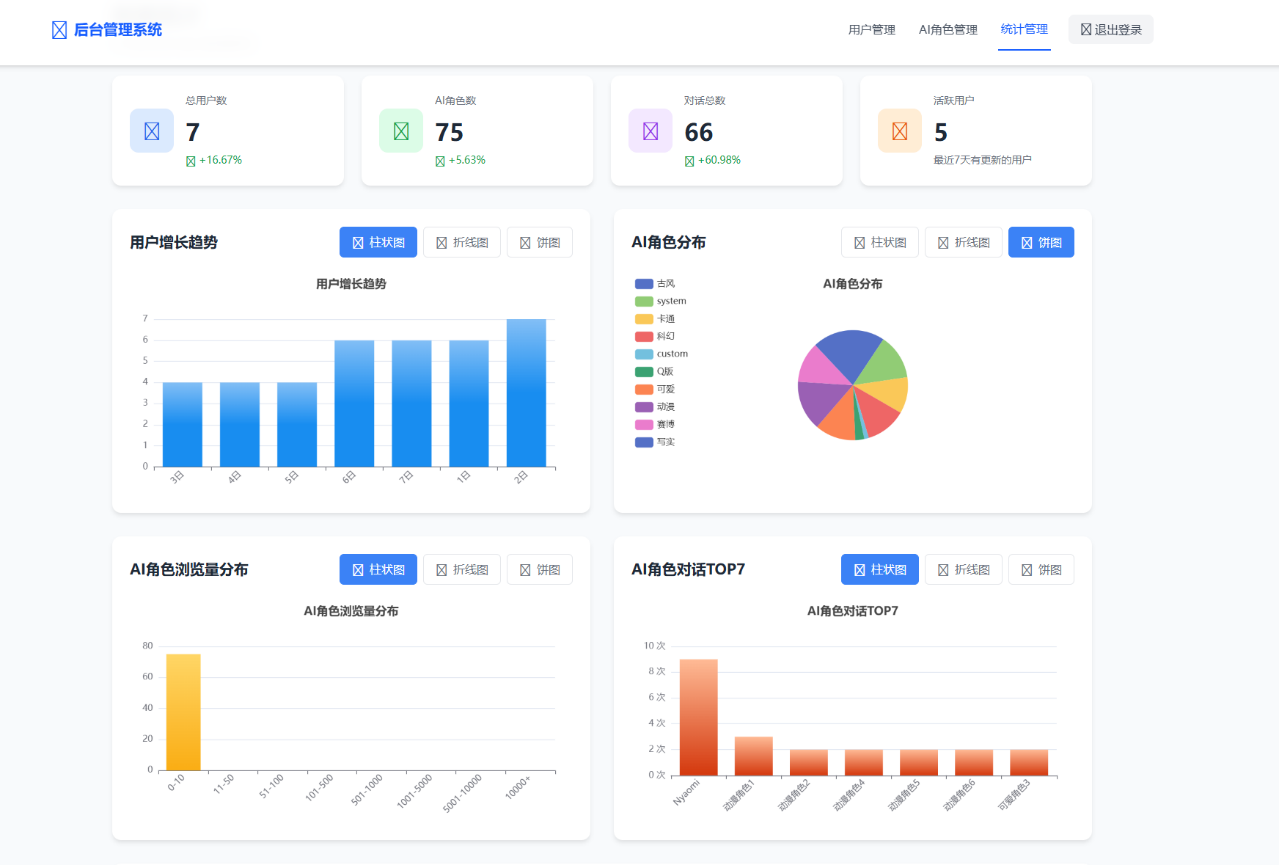 后台管理系统
用户管理 AI角色管理 统计管理 退出登录
总用户数
7
+16.67%
AI角色数
75
+5.63%
对话总数
66
+60.98%
活跃用户
5
最近7天有更新的用户
用户增长趋势 柱状图 折线图 饼图
用户增长趋势
7
6
5
4
3
2
1
0
3日 4日 5日 6日 7日 1日 2日
AI角色分布 柱状图 折线图 饼图
AI角色分布
古风
system
卡通
科幻
custom
Q版
可爱
动漫
赛博
写实
AI角色浏览量分布 柱状图 折线图 饼图
AI角色浏览量分布
80
60
40
20
0
0-10 11-50 51-100 101-500 501-1000 1001-5000 5001-10000 10000+
AI角色对话TOP7 柱状图 折线图 饼图
AI角色对话TOP7
10 次
8 次
6 次
4 次
2 次
0 次
Nyaomi 动漫角色1 动漫角色2 动漫角色4 动漫角色5 动漫角色6 可爱角色3